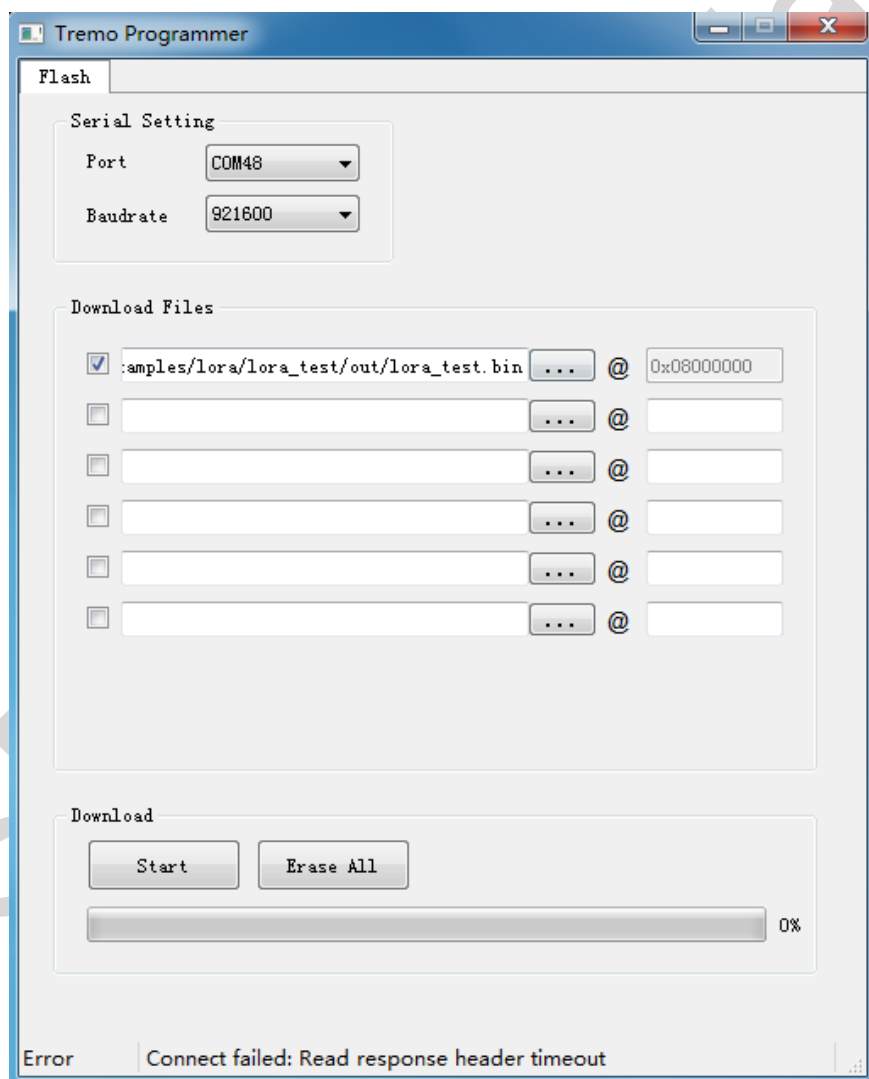 Tremo Programmer
Flash
Serial Setting
Port COM48
Baudrate 921600
Download Files
amples/lora/lora_test/out/lora_test.bin ... @ 0x08000000
... @
... @
... @
... @
... @
Download
Start Erase All
0%
Error Connect failed: Read response header timeout